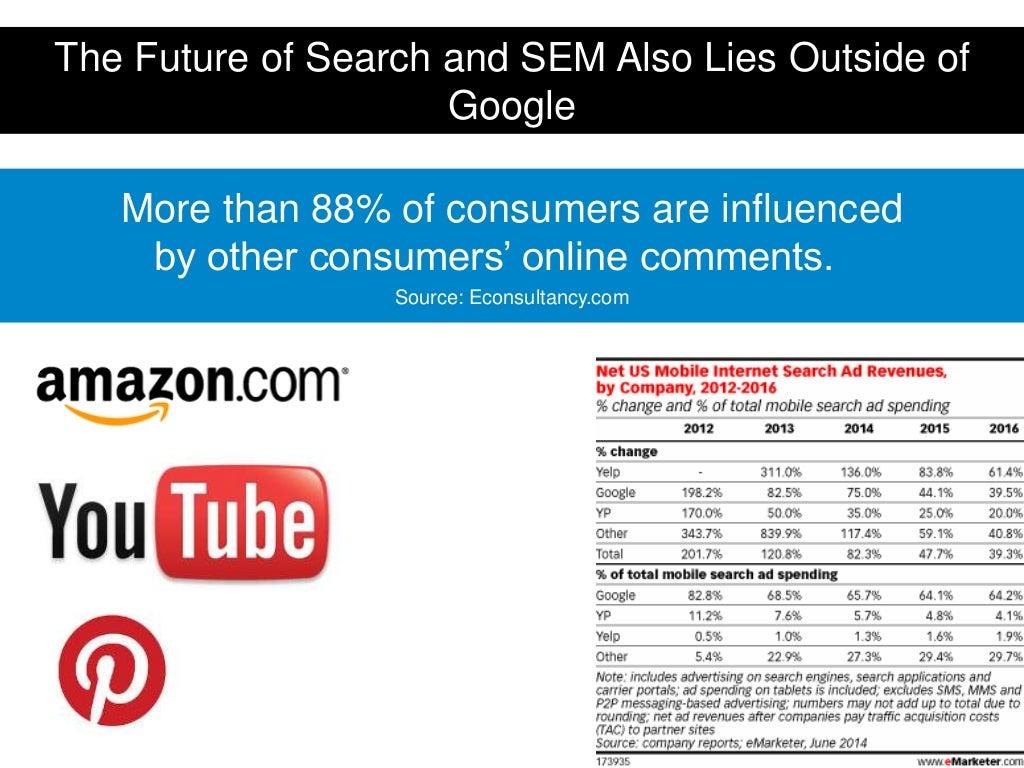 The Future of Search and SEM Also Lies Outside of
Google
More than 88% of consumers are influenced
by other consumers’ online comments.
Source: Econsultancy.com
amazon.com
YouTube
Net US Mobile Internet Search Ad Revenues,
by Company, 2012-2016
% change and % of total mobile search ad spending
2012 2013 2014 2015 2016
% change
Yelp - 311.0% 136.0% 83.8% 61.4%
Google 198.2% 82.5% 75.0% 44.1% 39.5%
YP 170.0% 50.0% 35.0% 25.0% 20.0%
Other 343.7% 839.9% 117.4% 59.1% 40.8%
Total 201.7% 120.8% 82.3% 47.7% 39.3%
% of total mobile search ad spending
Google 82.8% 68.5% 65.7% 64.1% 64.2%
YP 11.2% 7.6% 5.7% 4.8% 4.1%
Yelp 0.5% 1.0% 1.3% 1.6% 1.9%
Other 5.4% 22.9% 27.3% 29.4% 29.7%
Note: includes advertising on search engines, search applications and
carrier portals; ad spending on tablets is included; excludes SMS, MMS and
P2P messaging-based advertising; numbers may not add up to total due to
rounding; net ad revenues after companies pay traffic acquisition costs
(TAC) to partner sites
Source: company reports; eMarketer, June 2014
173935 www.eMarketer.com